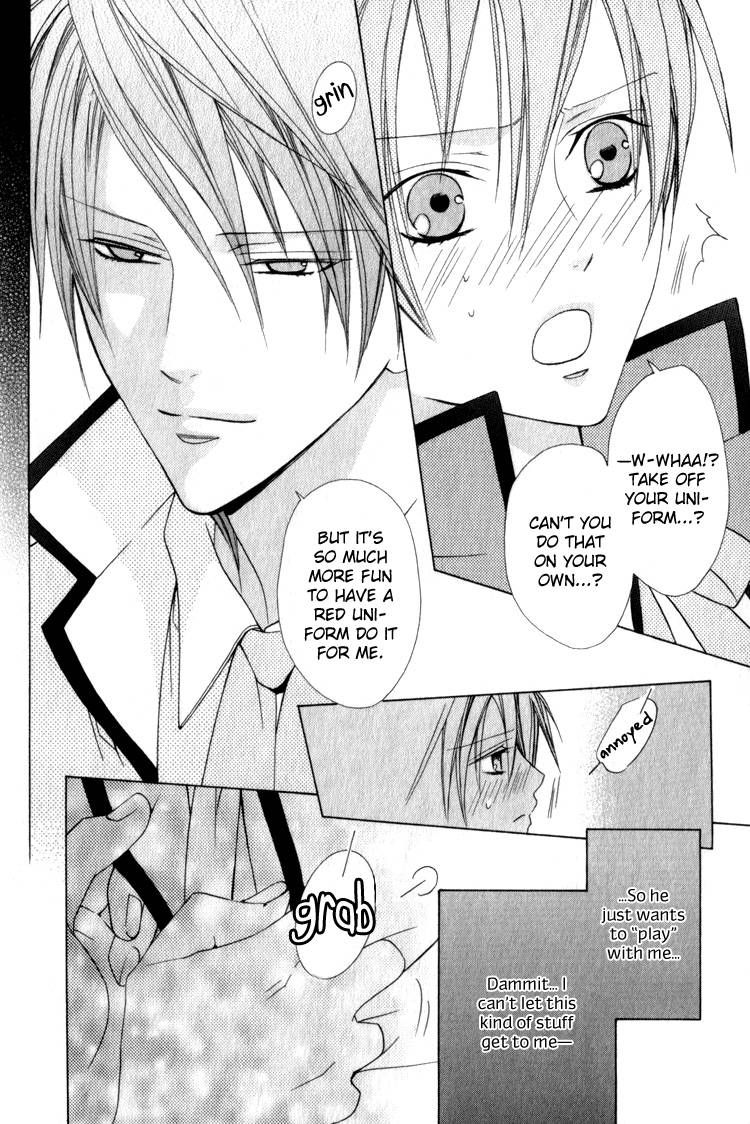 —W-WHAA!?
TAKE OFF
YOUR UNI-
FORM...?
CAN'T YOU
DO THAT
ON YOUR
OWN...?
grin
BUT IT'S
SO MUCH
MORE FUN
TO HAVE A
RED UNI-
FORM DO IT
FOR ME.
annoyed
...So he
just wants
to "play"
with me...
Dammit... I
can't let this
kind of stuff
get to me—
grab